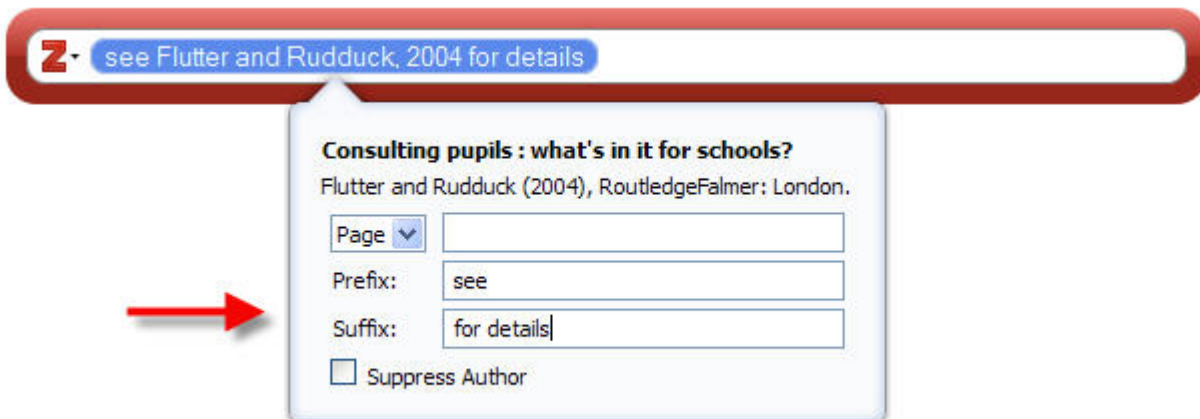 Z see Flutter and Rudduck, 2004 for details
Consulting pupils : what's in it for schools?
Flutter and Rudduck (2004), RoutledgeFalmer: London.
Page
Prefix: see
Suffix: for details
Suppress Author